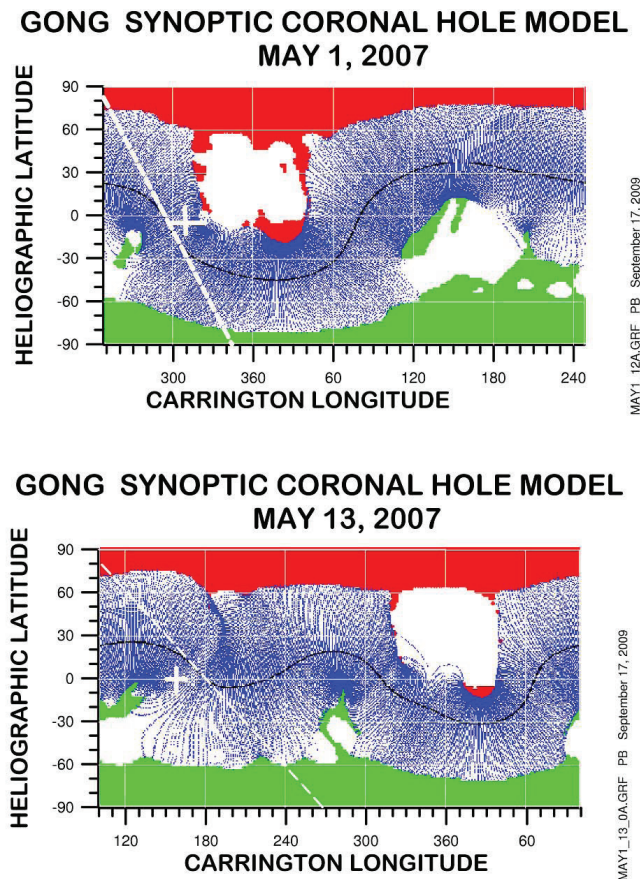 GONG SYNOPTIC CORONAL HOLE MODEL
MAY 1, 2007
HELIOGRAPHIC LATITUDE
90
60
30
0
-30
-60
-90
300 360 60 120 180 240
CARRINGTON LONGITUDE
MAY1_12A.GRF PB September 17, 2009
GONG SYNOPTIC CORONAL HOLE MODEL
MAY 13, 2007
HELIOGRAPHIC LATITUDE
90
60
30
0
-30
-60
-90
120 180 240 300 360 60
CARRINGTON LONGITUDE
MAY1_13_0A.GRF PB September 17, 2009